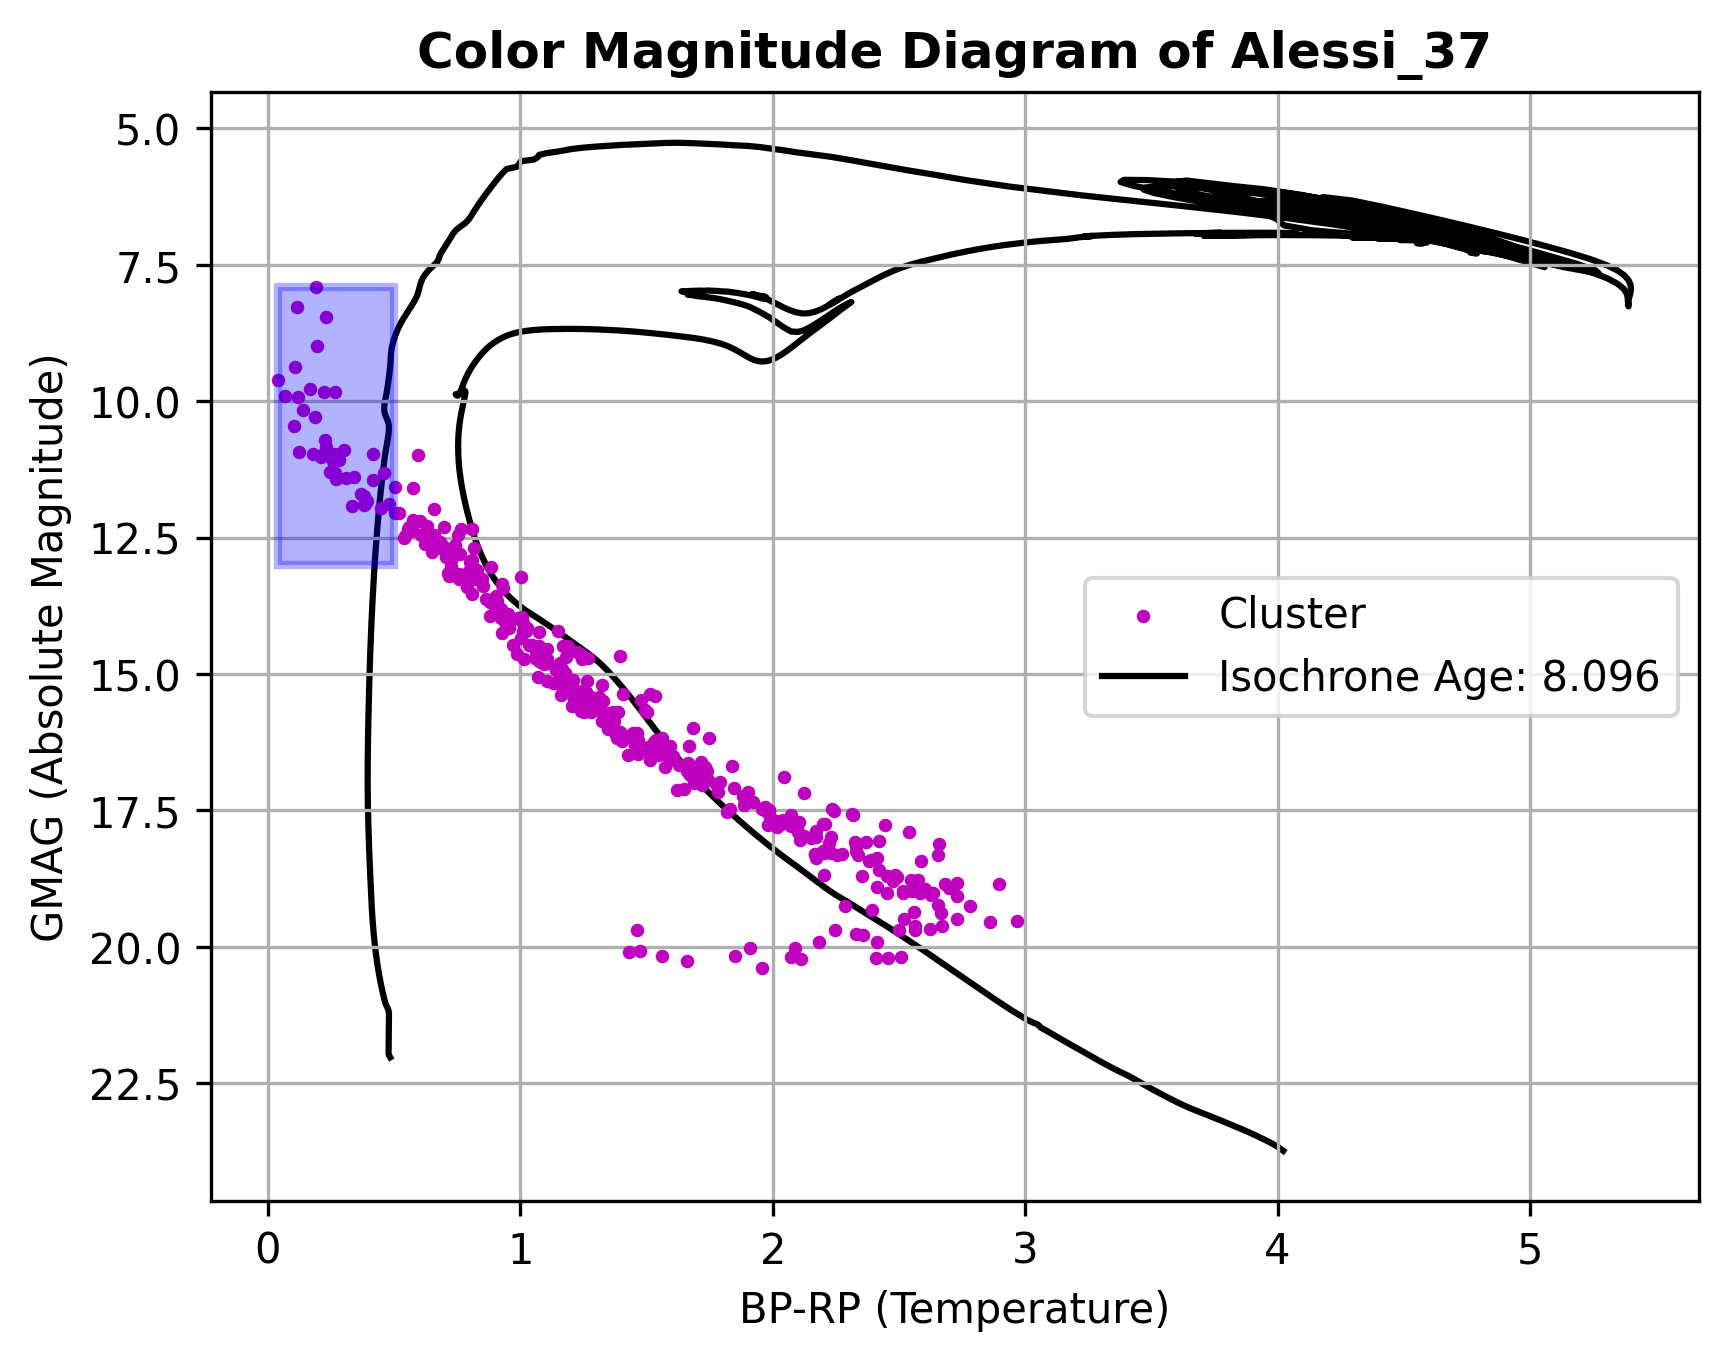 Color Magnitude Diagram of Alessi_37
GMAG (Absolute Magnitude)
5.0
7.5
10.0
12.5
15.0
17.5
20.0
22.5
Cluster
Isochrone Age: 8.096
0 1 2 3 4 5
BP-RP (Temperature)